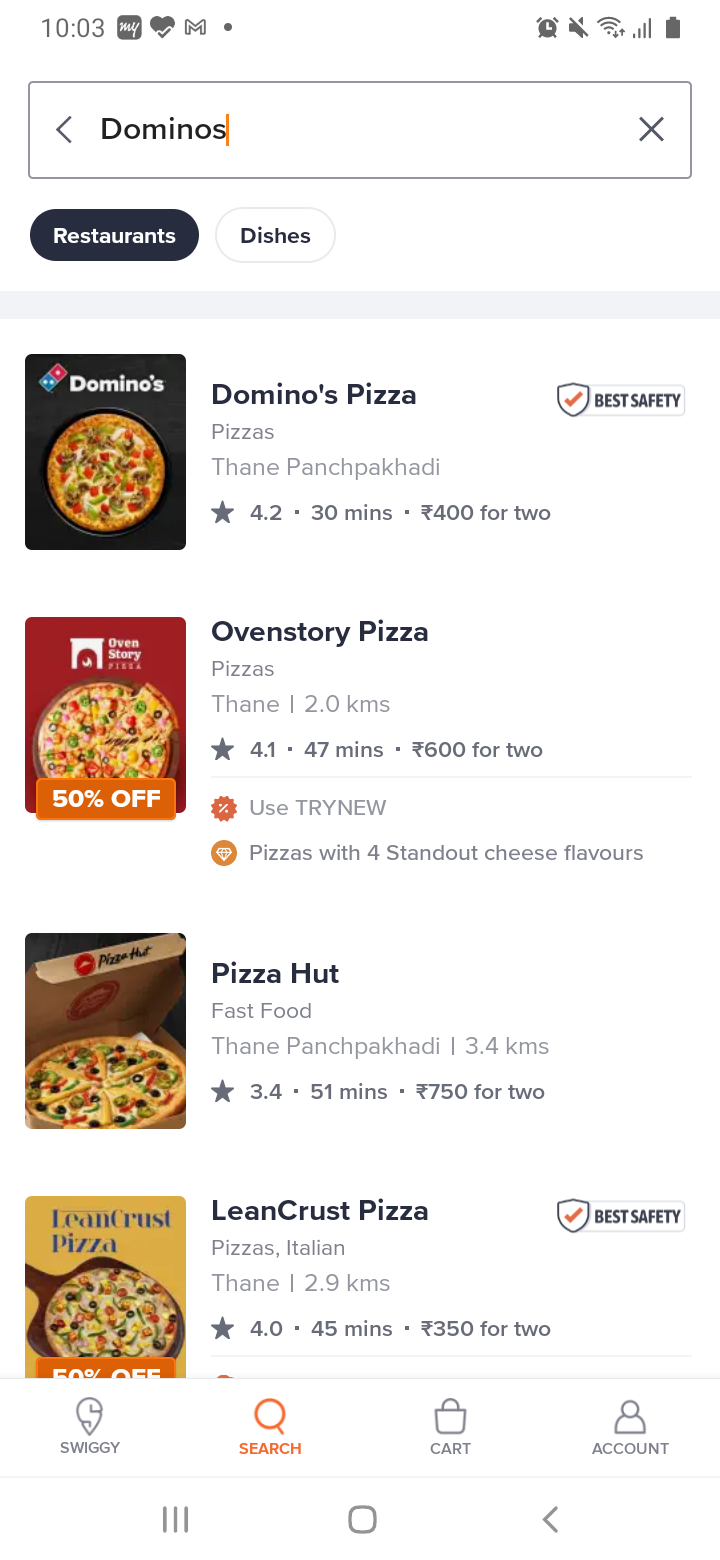 10:03 my
Dominos
Restaurants
Dishes
Domino's
Domino's Pizza
BEST SAFETY
Pizzas
Thane Panchpakhadi
4.2 · 30 mins · ₹400 for two
Oven
Story
PIZZA
Ovenstory Pizza
Pizzas
Thane | 2.0 kms
4.1 · 47 mins · ₹600 for two
50% OFF
Use TRYNEW
Pizzas with 4 Standout cheese flavours
Pizza Hut
Pizza Hut
Fast Food
Thane Panchpakhadi | 3.4 kms
3.4 · 51 mins · ₹750 for two
LeanCrust
Pizza
LeanCrust Pizza
BEST SAFETY
Pizzas, Italian
Thane | 2.9 kms
4.0 · 45 mins · ₹350 for two
50% OFF
SWIGGY
SEARCH
CART
ACCOUNT